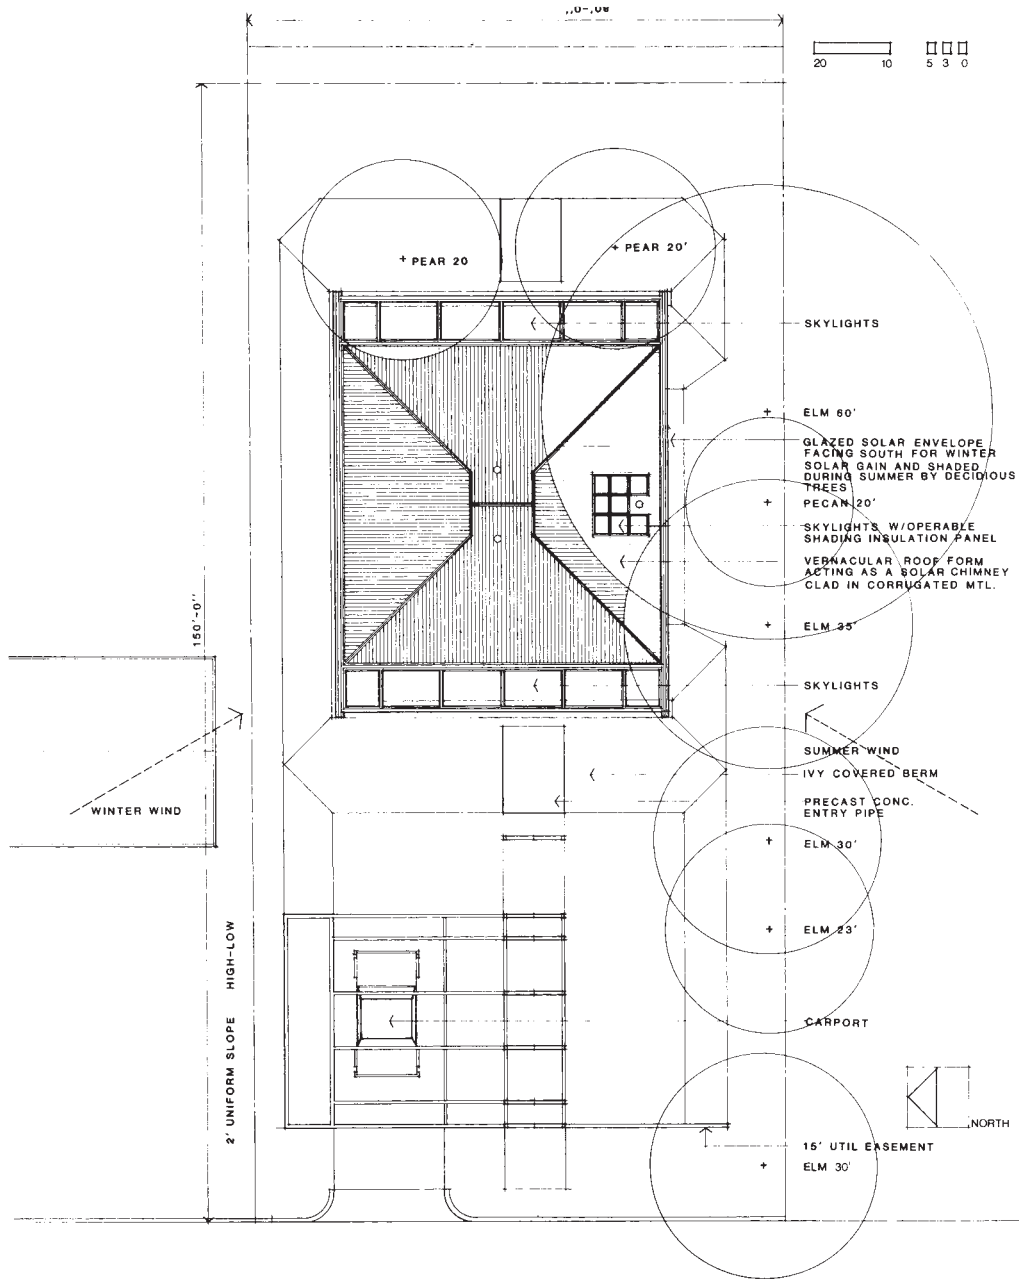 80'-0"
20 10 5 3 0
PEAR 20
PEAR 20'
SKYLIGHTS
ELM 60'
GLAZED SOLAR ENVELOPE
FACING SOUTH FOR WINTER
SOLAR GAIN AND SHADED
DURING SUMMER BY DECIDIOUS
TREES
PECAN 20'
SKYLIGHTS W/OPERABLE
SHADING INSULATION PANEL
VERNACULAR ROOF FORM
ACTING AS A SOLAR CHIMNEY
CLAD IN CORRUGATED MTL.
150'-0"
ELM 35'
SKYLIGHTS
SUMMER WIND
IVY COVERED BERM
WINTER WIND
PRECAST CONC.
ENTRY PIPE
ELM 30'
ELM 23'
2' UNIFORM SLOPE HIGH-LOW
CARPORT
NORTH
15' UTIL EASEMENT
ELM 30'